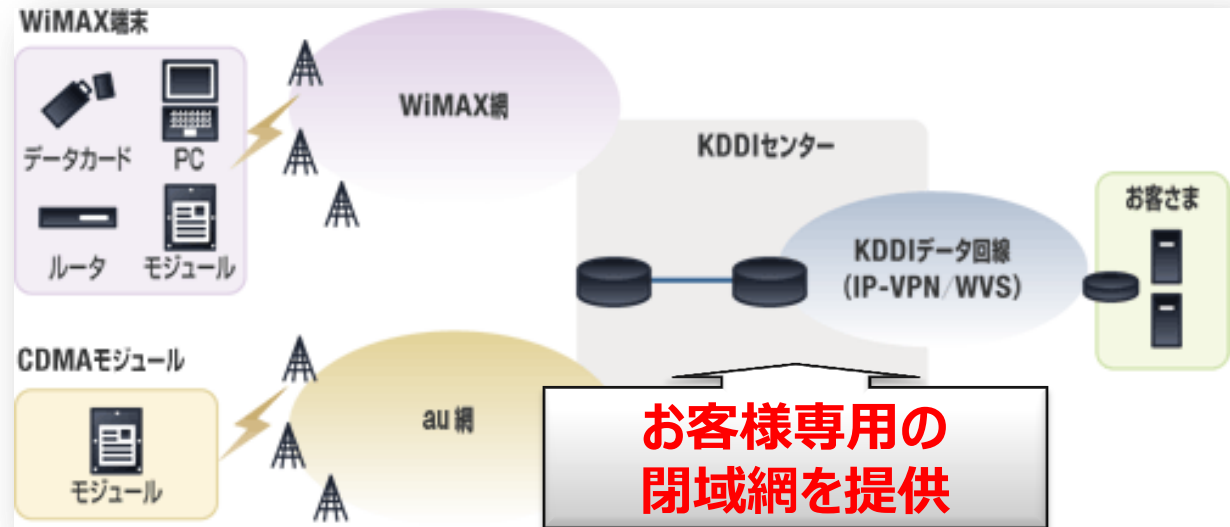 WiMAX端末
データカード
PC
ルータ
モジュール
WiMAX網
KDDIセンター
KDDIデータ回線
(IP-VPN/WVS)
お客さま
CDMAモジュール
モジュール
au網
お客様専用の
閉域網を提供